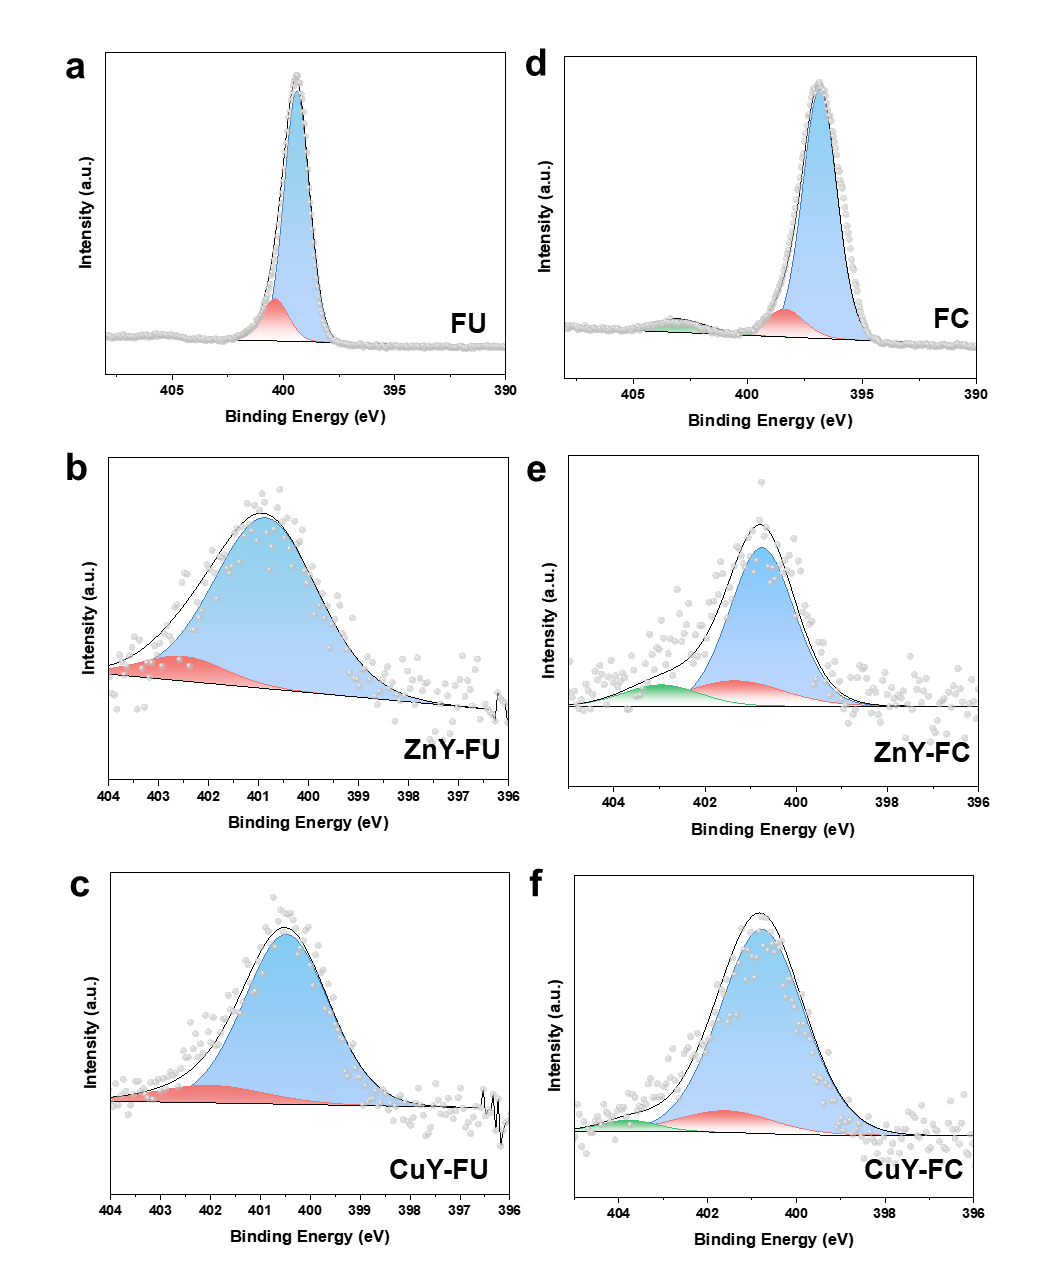 a
Intensity (a.u.)
FU
405 400 395 390
Binding Energy (eV)
d
Intensity (a.u.)
FC
405 400 395 390
Binding Energy (eV)
b
Intensity (a.u.)
ZnY-FU
404 403 402 401 400 399 398 397 396
Binding Energy (eV)
e
Intensity (a.u.)
ZnY-FC
404 402 400 398 396
Binding Energy (eV)
c
Intensity (a.u.)
CuY-FU
404 403 402 401 400 399 398 397 396
Binding Energy (eV)
f
Intensity (a.u.)
CuY-FC
404 402 400 398 396
Binding Energy (eV)